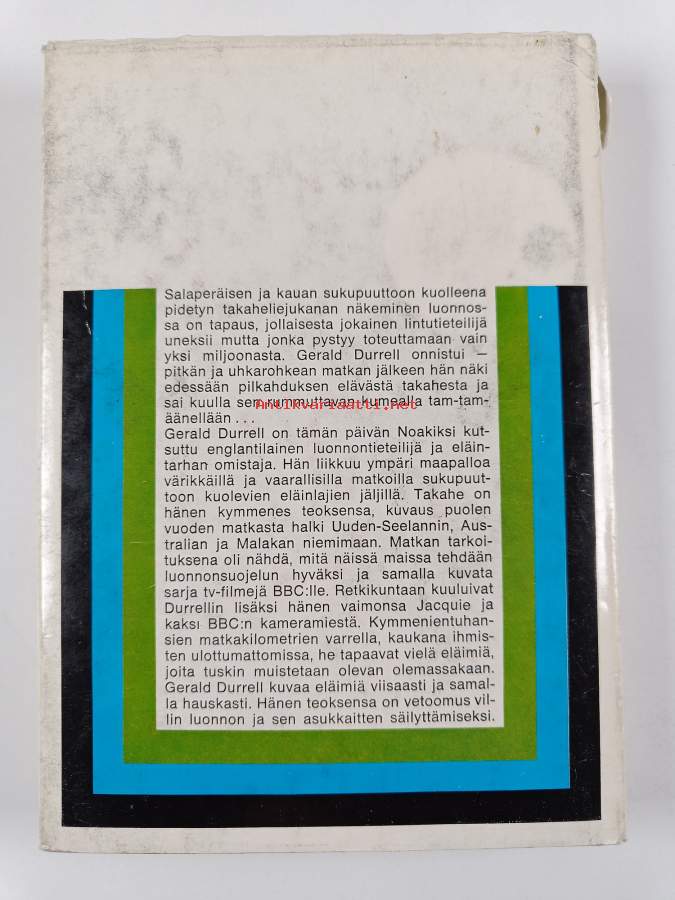 Salaperäisen ja kauan sukupuuttoon kuolleena
pidetyn takaheliejukanan näkeminen luonnos-
sa on tapaus, jollaisesta jokainen lintutieteilijä
uneksii mutta jonka pystyy toteuttamaan vain
yksi miljoonasta. Gerald Durrell onnistui —
pitkän ja uhkarohkean matkan jälkeen hän näki
edessään pilkahduksen elävästä takahesta ja
sai kuulla sen rummuttavan kumealla tam-tam-
Antikvariaatti.net
äänellään . . .
Gerald Durrell on tämän päivän Noakiksi kut-
suttu englantilainen luonnontieteilijä ja eläin-
tarhan omistaja. Hän liikkuu ympäri maapalloa
värikkäillä ja vaarallisilla matkoilla sukupuut-
toon kuolevien eläinlajien jäljillä. Takahe on
hänen kymmenes teoksensa, kuvaus puolen
vuoden matkasta halki Uuden-Seelannin, Aus-
tralian ja Malakan niemimaan. Matkan tarkoi-
tuksena oli nähdä, mitä näissä maissa tehdään
luonnonsuojelun hyväksi ja samalla kuvata
sarja tv-filmejä BBC:lle. Retkikuntaan kuuluivat
Durrellin lisäksi hänen vaimonsa Jacquie ja
kaksi BBC:n kameramiestä. Kymmenientuhan-
sien matkakilometrien varrella, kaukana ihmis-
ten ulottumattomissa, he tapaavat vielä eläimiä,
joita tuskin muistetaan olevan olemassakaan.
Gerald Durrell kuvaa eläimiä viisaasti ja samal-
la hauskasti. Hänen teoksensa on vetoomus vil-
lin luonnon ja sen asukkaitten säilyttämiseksi.